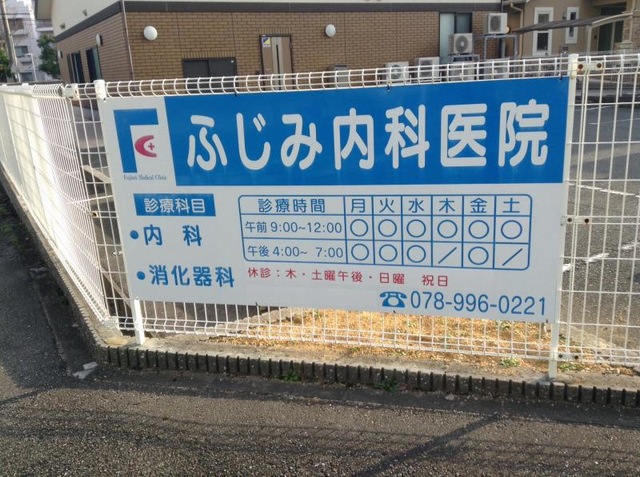 ふじみ内科医院
Fujimi Medical Clinic
診療科目
・内科
・消化器科
診療時間 月 火 水 木 金 土
午前 9:00~12:00 ○ ○ ○ ○ ○ ○
午後 4:00~ 7:00 ○ ○ ○ / ○ /
休診:木・土曜午後・日曜 祝日
☎078-996-0221